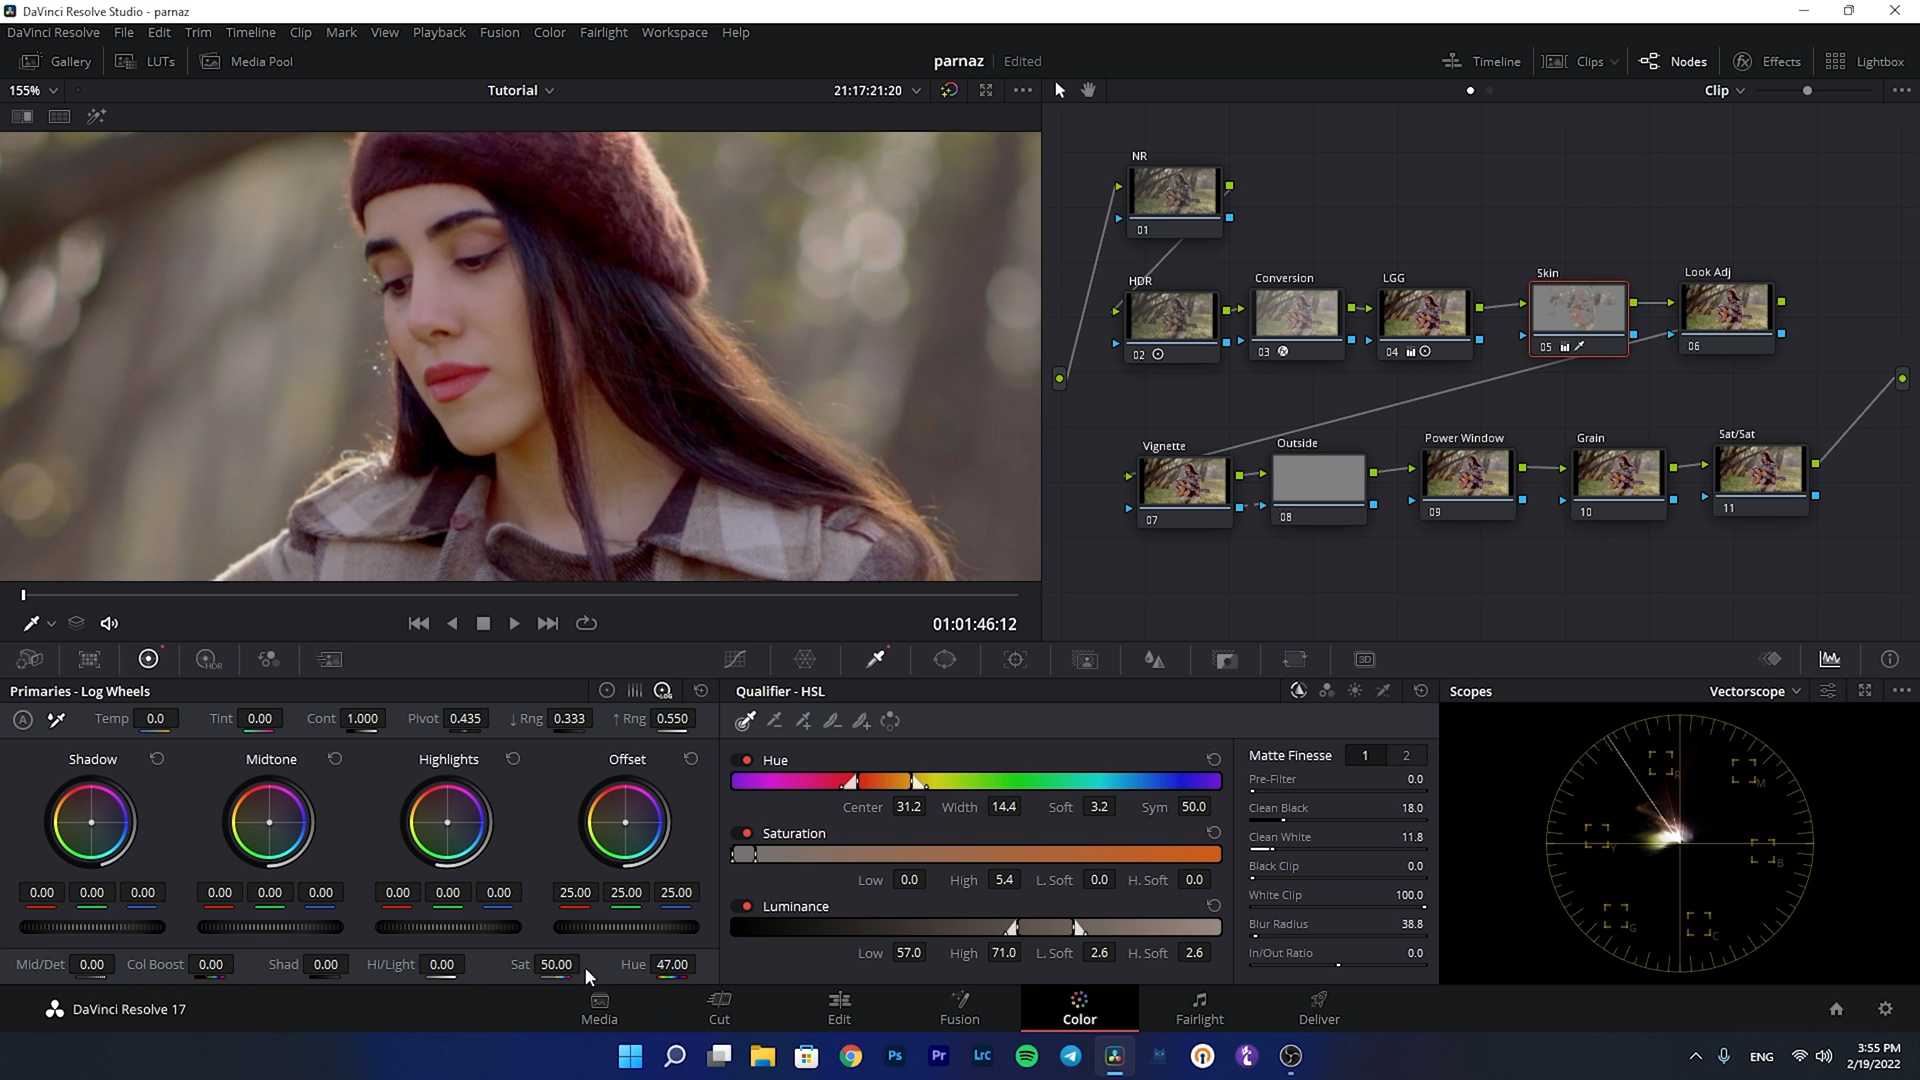 DaVinci Resolve Studio - parnaz
DaVinci Resolve File Edit Trim Timeline Clip Mark View Playback Fusion Color Fairlight Workspace Help
Gallery LUTs Media Pool parnaz Edited Timeline Clips Nodes Effects Lightbox
155% Tutorial 21:17:21:20 Clip
NR
01
HDR Conversion LGG Skin Look Adj
02 03 04 05 06
Vignette Outside Power Window Grain Sat/Sat
07 08 09 10 11
01:01:46:12
HDR 3D
Primaries - Log Wheels LOG
A Temp 0.0 Tint 0.00 Cont 1.000 Pivot 0.435 ↓ Rng 0.333 ↑ Rng 0.550
Shadow Midtone Highlights Offset
0.00 0.00 0.00 0.00 0.00 0.00 25.00 0.00 0.00 25.00 25.00 25.00
Mid/Det 0.00 Col Boost 0.00 Shad 0.00 Hi/Light 0.00 Sat 50.00 Hue 47.00
Qualifier - HSL
Hue
Center 31.2 Width 14.4 Soft 3.2 Sym 50.0
Saturation
Low 0.0 High 5.4 L. Soft 0.0 H. Soft 0.0
Luminance
Low 57.0 High 71.0 L. Soft 2.6 H. Soft 2.6
Matte Finesse 1 2
Pre-Filter 0.0
Clean Black 18.0
Clean White 11.8
Black Clip 0.0
White Clip 100.0
Blur Radius 38.8
In/Out Ratio 0.0
Scopes Vectorscope
R M
Y B
G C
DaVinci Resolve 17 Media Cut Edit Fusion Color Fairlight Deliver
Ps Pr Lrc ENG 3:55 PM
2/19/2022